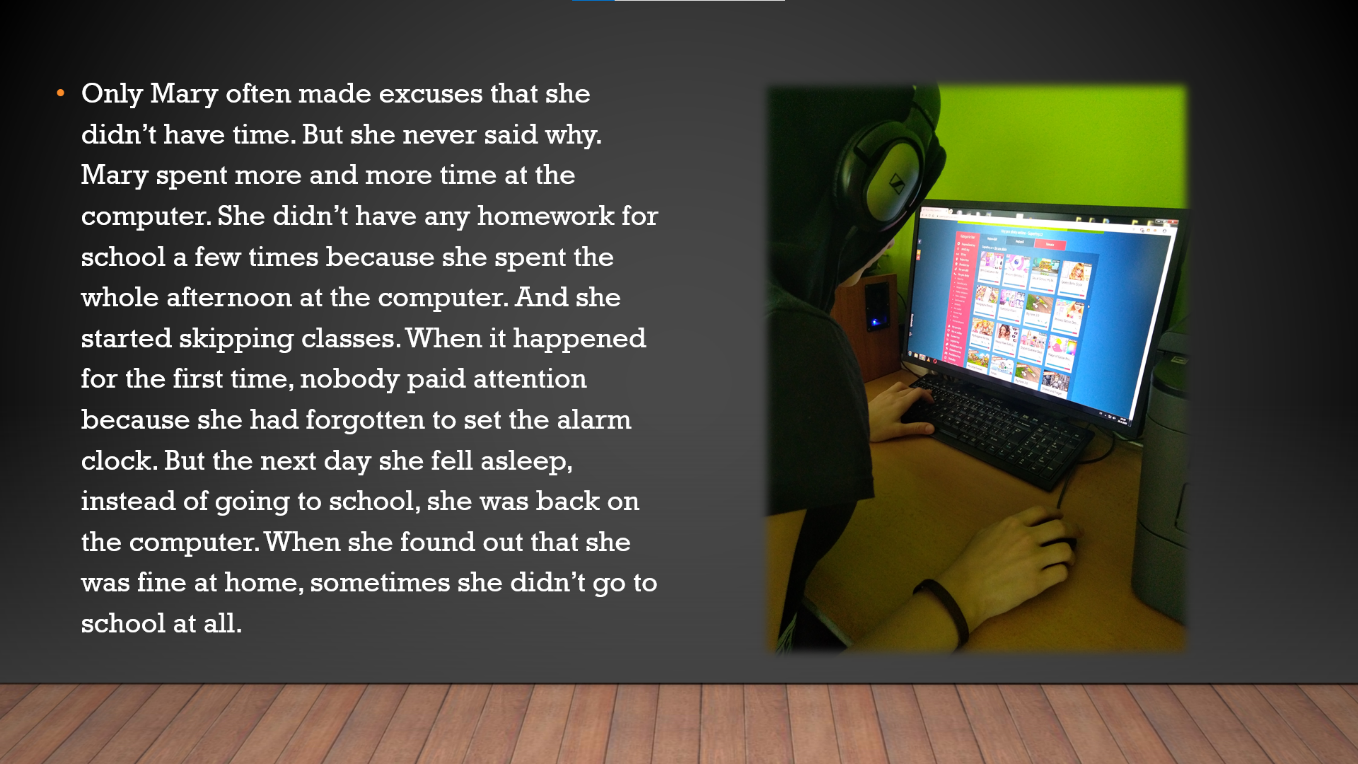 Only Mary often made excuses that she
didn’t have time. But she never said why.
Mary spent more and more time at the
computer. She didn’t have any homework for
school a few times because she spent the
whole afternoon at the computer. And she
started skipping classes. When it happened
for the first time, nobody paid attention
because she had forgotten to set the alarm
clock. But the next day she fell asleep,
instead of going to school, she was back on
the computer. When she found out that she
was fine at home, sometimes she didn’t go to
school at all.